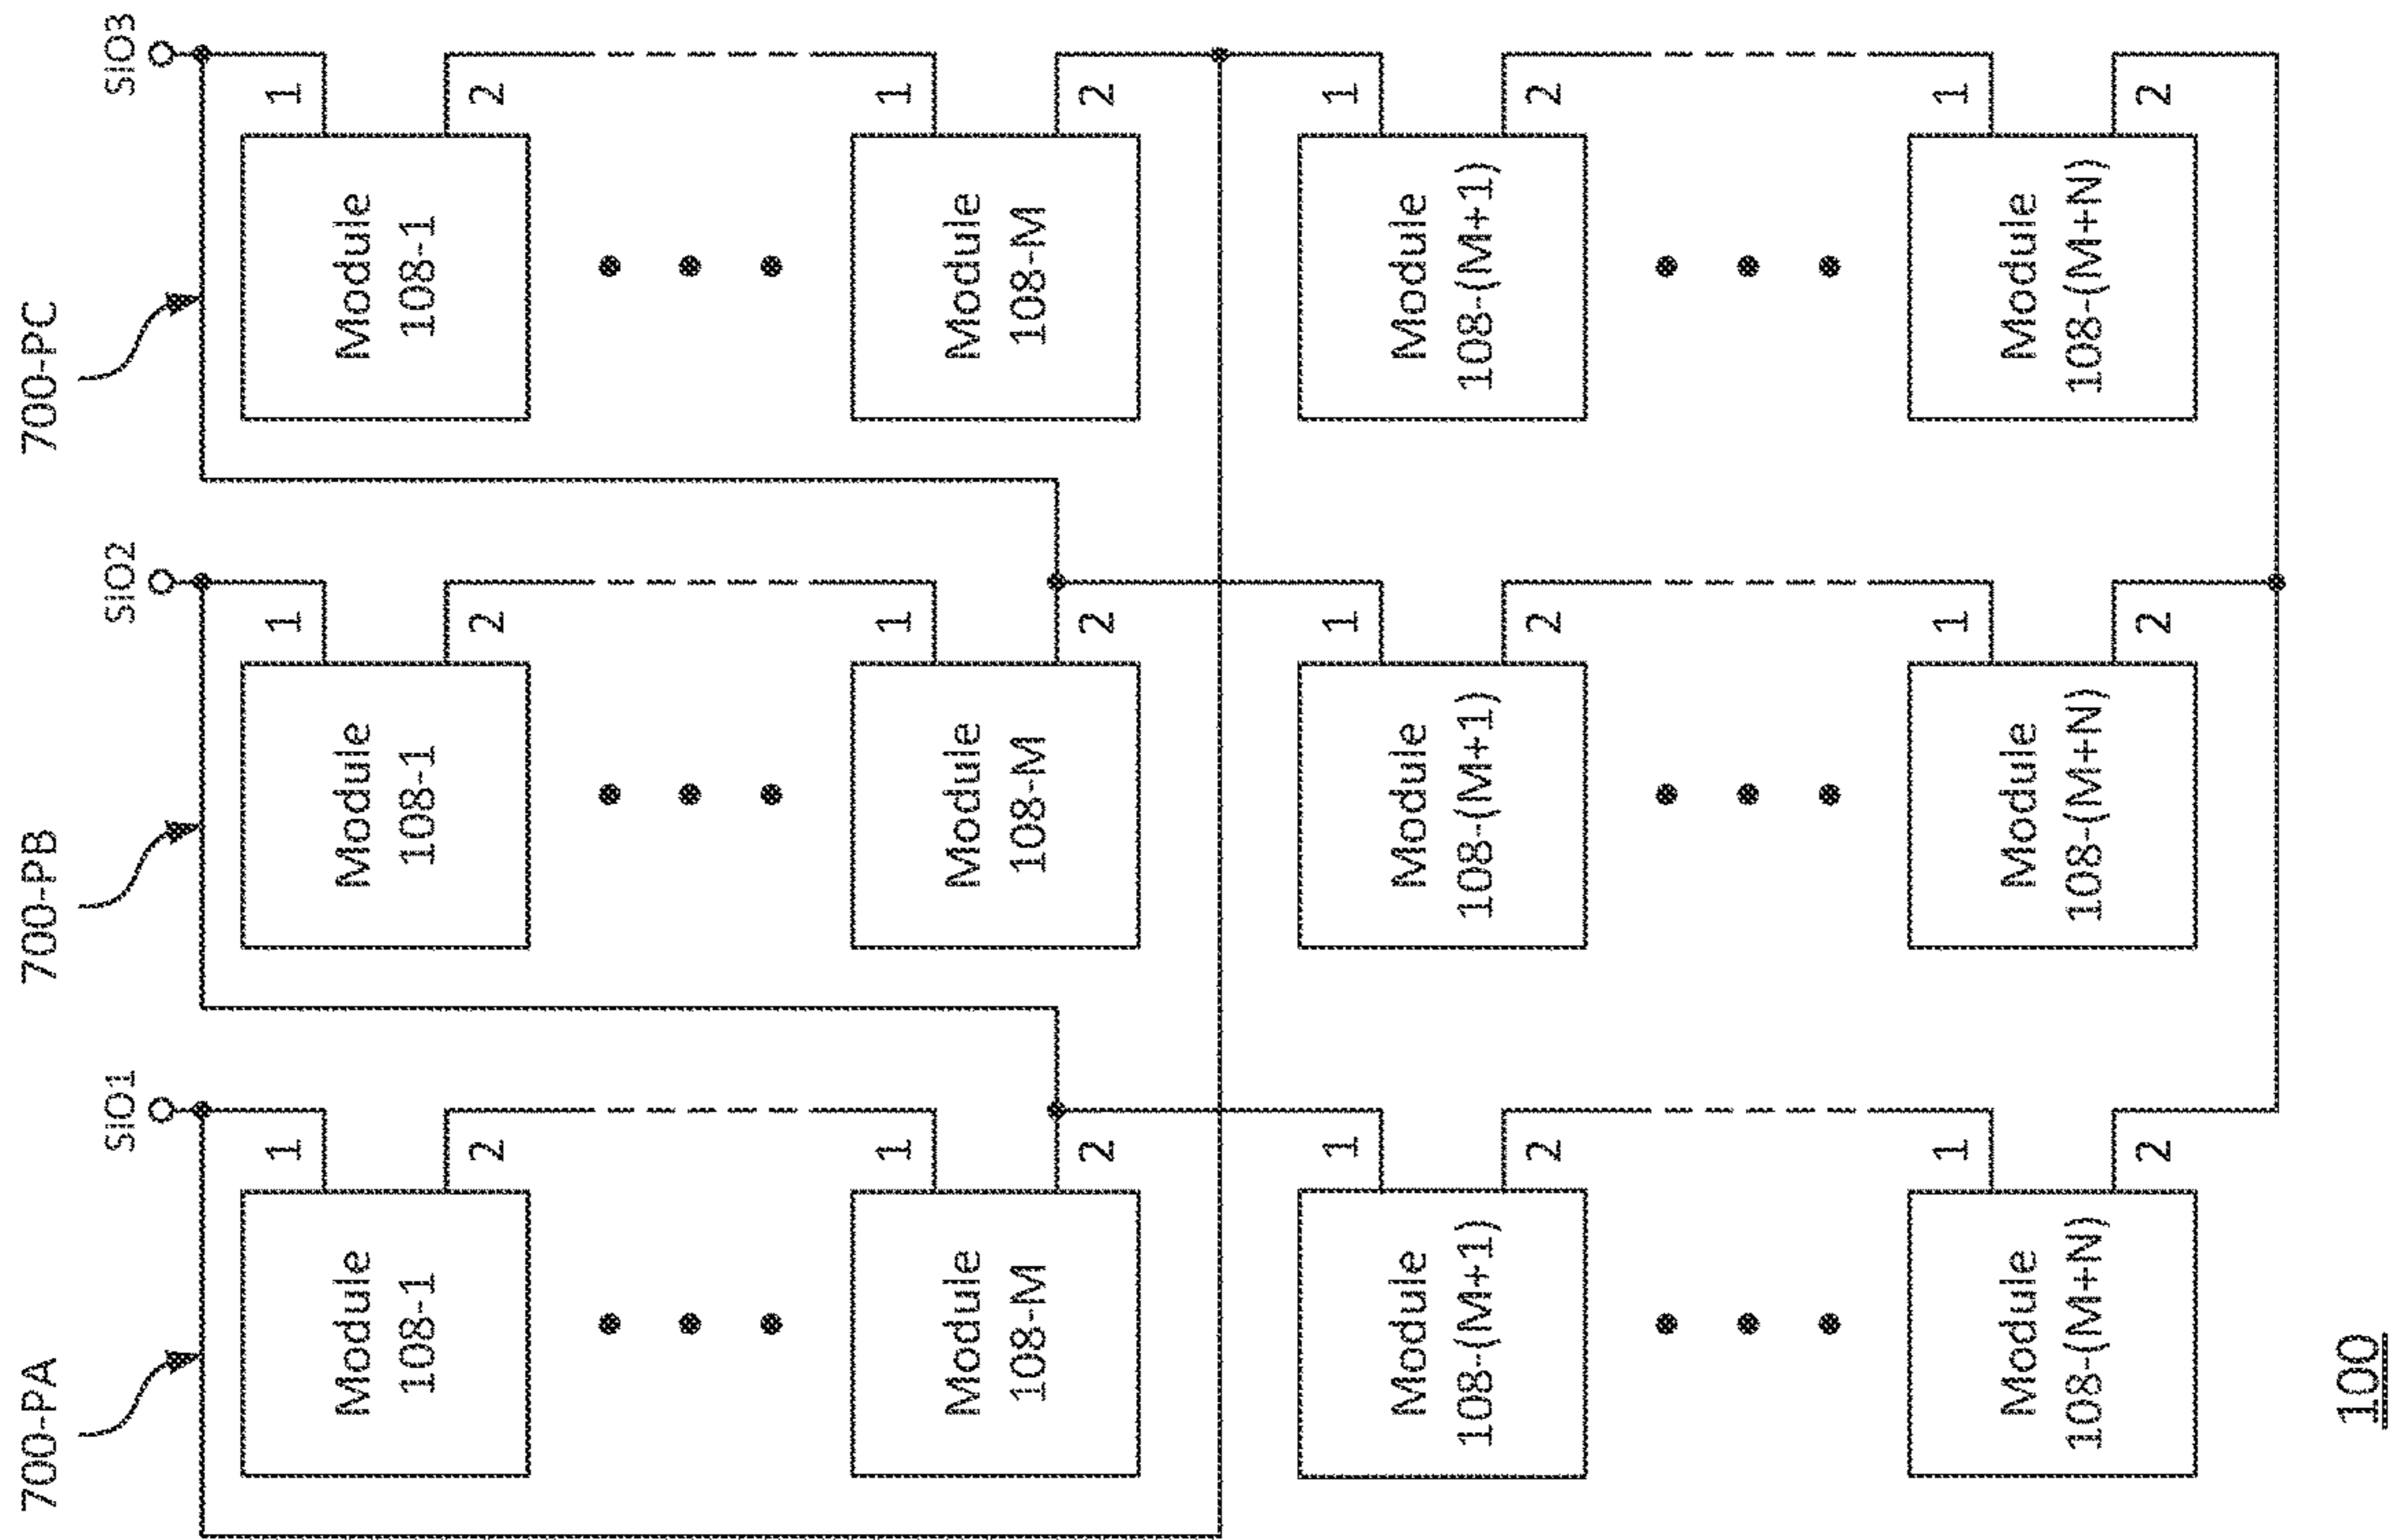 700-PA
700-PB
700-PC
SIO1
SIO2
SIO3
1
Module
108-1
2
1
Module
108-1
2
1
Module
108-1
2
1
Module
108-M
2
1
Module
108-M
2
1
Module
108-M
2
1
Module
108-(M+1)
2
1
Module
108-(M+1)
2
1
Module
108-(M+1)
2
1
Module
108-(M+N)
2
1
Module
108-(M+N)
2
1
Module
108-(M+N)
2
100